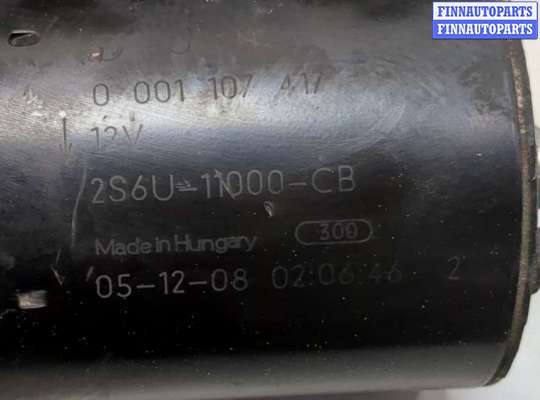 FINNAUTOPARTS
FINNAUTOPARTS
0 001 107 417
12V
2S6U-11000-CB
Made in Hungary 300
05-12-08 02:06:46 2